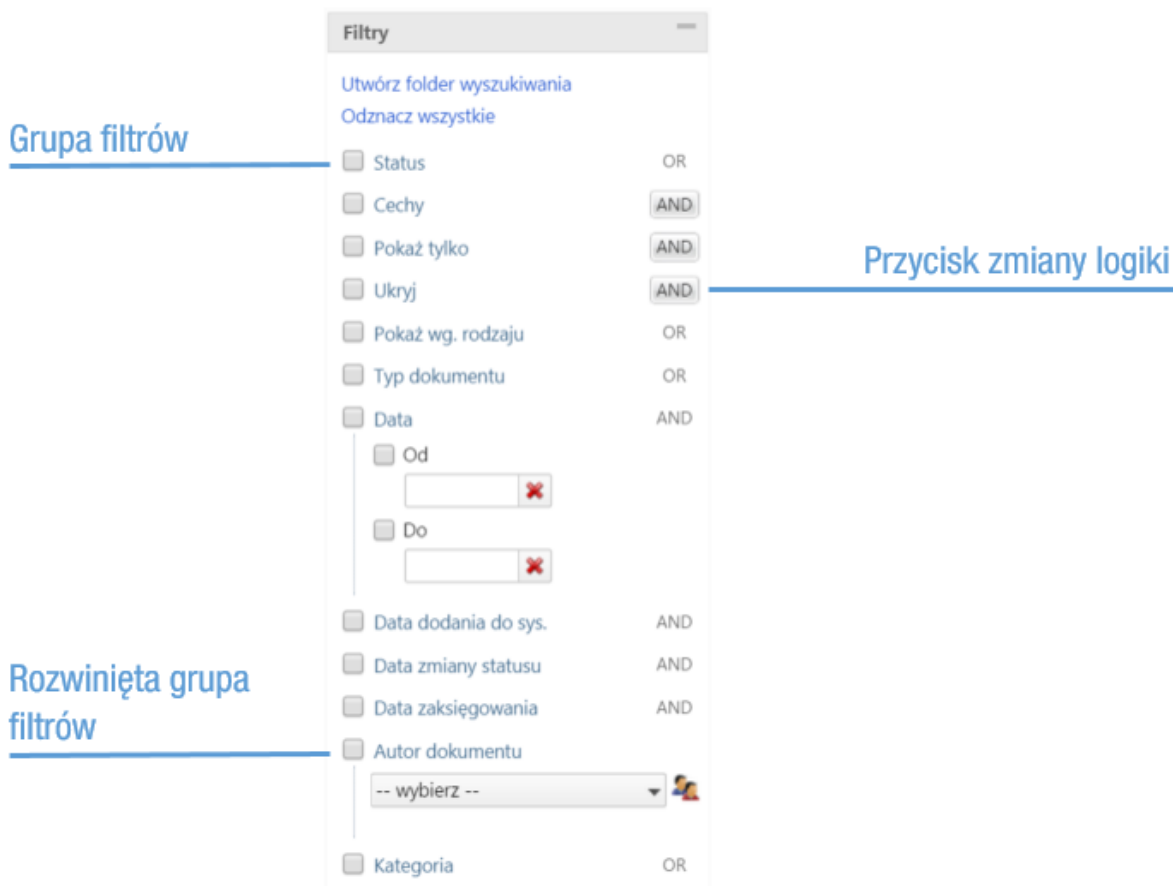 Filtry
Utwórz folder wyszukiwania
Odznacz wszystkie
Grupa filtrów
Status OR
Cechy AND
Pokaż tylko AND
Przycisk zmiany logiki
Ukryj AND
Pokaż wg. rodzaju OR
Typ dokumentu OR
Data AND
Od
Do
Data dodania do sys. AND
Data zmiany statusu AND
Rozwinięta grupa
filtrów
Data zaksięgowania AND
Autor dokumentu
-- wybierz --
Kategoria OR